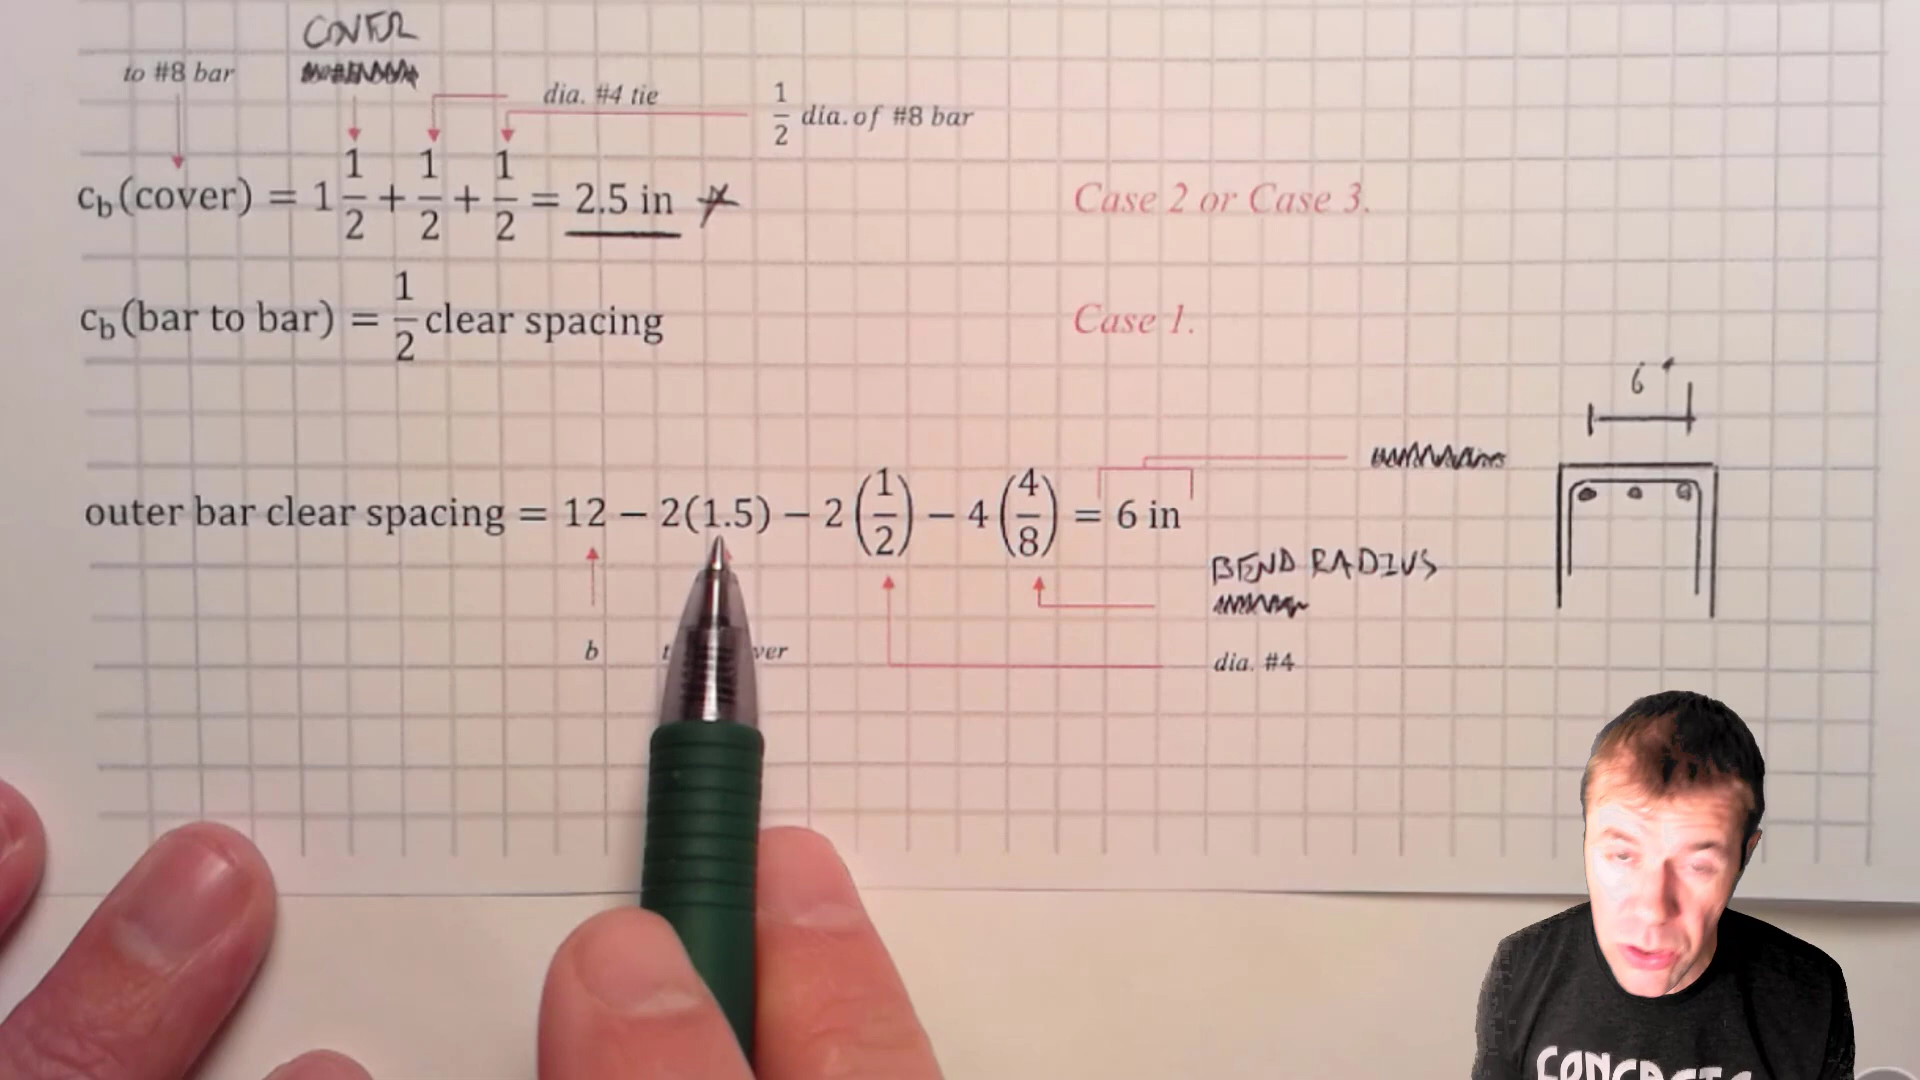 COVER
to #8 bar
dia. #4 tie
1/2 dia. of #8 bar
c_b(cover) = 1 1/2 + 1/2 + 1/2 = 2.5 in
Case 2 or Case 3.
c_b(bar to bar) = 1/2 clear spacing
Case 1.
6"
outer bar clear spacing = 12 − 2(1.5) − 2(1/2) − 4(4/8) = 6 in
BEND RADIUS
b
dia. #4
CONCRETE